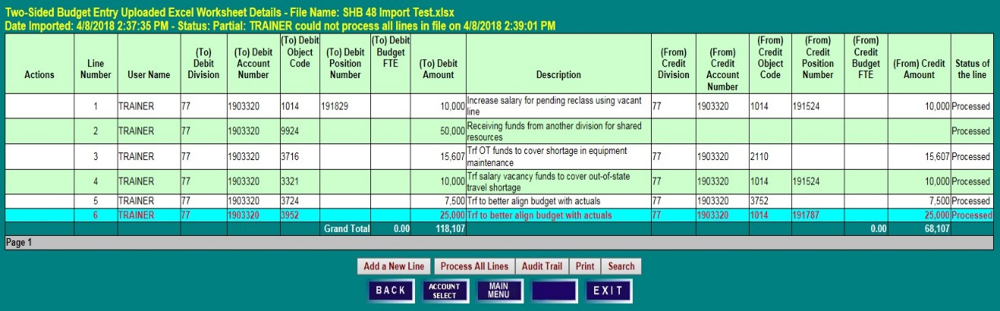 Two-Sided Budget Entry Uploaded Excel Worksheet Details - File Name: SHB 48 Import Test.xlsx
Date Imported: 4/8/2018 2:37:35 PM - Status: Partial: TRAINER could not process all lines in file on 4/8/2018 2:39:01 PM
Actions Line Number User Name (To) Debit Division (To) Debit Account Number (To) Debit Object Code (To) Debit Position Number (To) Debit Budget FTE (To) Debit Amount Description (From) Credit Division (From) Credit Account Number (From) Credit Object Code (From) Credit Position Number (From) Credit Budget FTE (From) Credit Amount Status of the line
1 TRAINER 77 1903320 1014 191829 10,000 Increase salary for pending reclass using vacant line 77 1903320 1014 191524 10,000 Processed
2 TRAINER 77 1903320 9924 50,000 Receiving funds from another division for shared resources Processed
3 TRAINER 77 1903320 3716 15,607 Trf OT funds to cover shortage in equipment maintenance 77 1903320 2110 15,607 Processed
4 TRAINER 77 1903320 3321 10,000 Trf salary vacancy funds to cover out-of-state travel shortage 77 1903320 1014 191524 10,000 Processed
5 TRAINER 77 1903320 3724 7,500 Trf to better align budget with actuals 77 1903320 3752 7,500 Processed
6 TRAINER 77 1903320 3952 25,000 Trf to better align budget with actuals 77 1903320 1014 191787 25,000 Processed
Grand Total 0.00 118,107 0.00 68,107
Page 1
Add a New Line Process All Lines Audit Trail Print Search
BACK ACCOUNT SELECT MAIN MENU EXIT